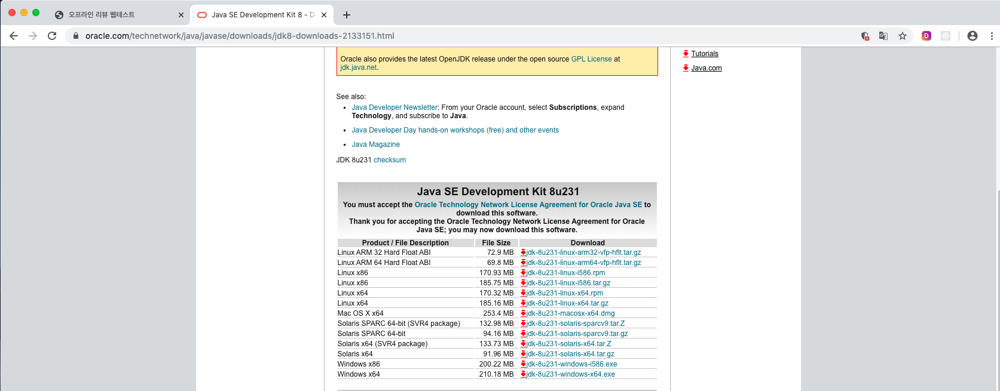 오프라인 리뷰 웹테스트
Java SE Development Kit 8 - D
oracle.com/technetwork/java/javase/downloads/jdk8-downloads-2133151.html
D
Oracle also provides the latest OpenJDK release under the open source GPL License at
jdk.java.net.
Tutorials
Java.com
See also:
Java Developer Newsletter: From your Oracle account, select Subscriptions, expand
Technology, and subscribe to Java.
Java Developer Day hands-on workshops (free) and other events
Java Magazine
JDK 8u231 checksum
Java SE Development Kit 8u231
You must accept the Oracle Technology Network License Agreement for Oracle Java SE to
download this software.
Thank you for accepting the Oracle Technology Network License Agreement for Oracle
Java SE; you may now download this software.
Product / File Description File Size Download
Linux ARM 32 Hard Float ABI 72.9 MB jdk-8u231-linux-arm32-vfp-hflt.tar.gz
Linux ARM 64 Hard Float ABI 69.8 MB jdk-8u231-linux-arm64-vfp-hflt.tar.gz
Linux x86 170.93 MB jdk-8u231-linux-i586.rpm
Linux x86 185.75 MB jdk-8u231-linux-i586.tar.gz
Linux x64 170.32 MB jdk-8u231-linux-x64.rpm
Linux x64 185.16 MB jdk-8u231-linux-x64.tar.gz
Mac OS X x64 253.4 MB jdk-8u231-macosx-x64.dmg
Solaris SPARC 64-bit (SVR4 package) 132.98 MB jdk-8u231-solaris-sparcv9.tar.Z
Solaris SPARC 64-bit 94.16 MB jdk-8u231-solaris-sparcv9.tar.gz
Solaris x64 (SVR4 package) 133.73 MB jdk-8u231-solaris-x64.tar.Z
Solaris x64 91.96 MB jdk-8u231-solaris-x64.tar.gz
Windows x86 200.22 MB jdk-8u231-windows-i586.exe
Windows x64 210.18 MB jdk-8u231-windows-x64.exe